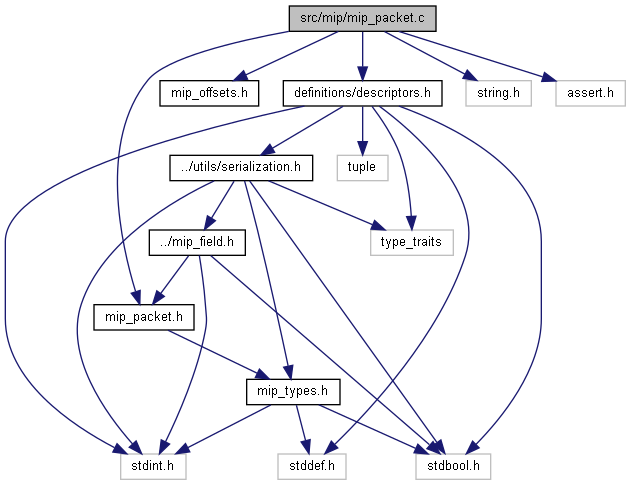 src/mip/mip_packet.c
mip_offsets.h
definitions/descriptors.h
string.h
assert.h
../utils/serialization.h
tuple
../mip_field.h
type_traits
mip_packet.h
mip_types.h
stdint.h
stddef.h
stdbool.h